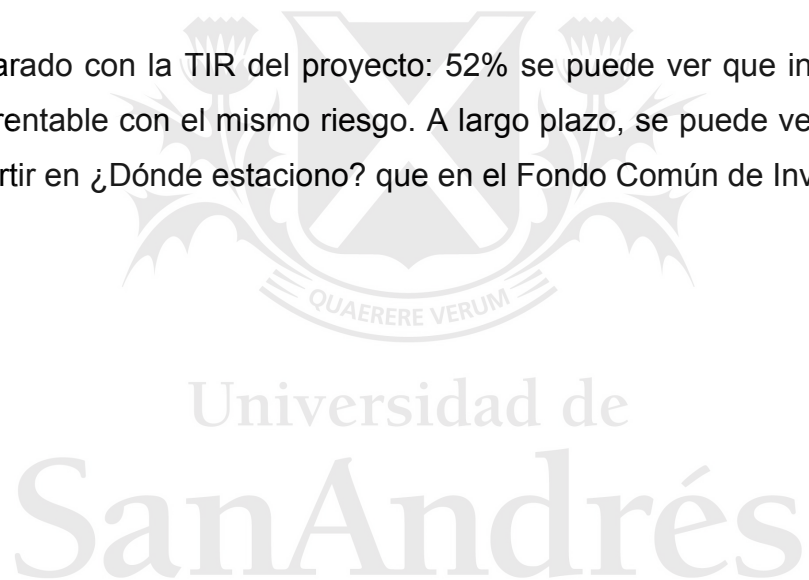 arado con la TIR del proyecto: 52% se puede ver que in
rentable con el mismo riesgo. A largo plazo, se puede ve
rtir en ¿Dónde estaciono? que en el Fondo Común de Inv
QUAERERE VERUM
Universidad de
SanAndrés